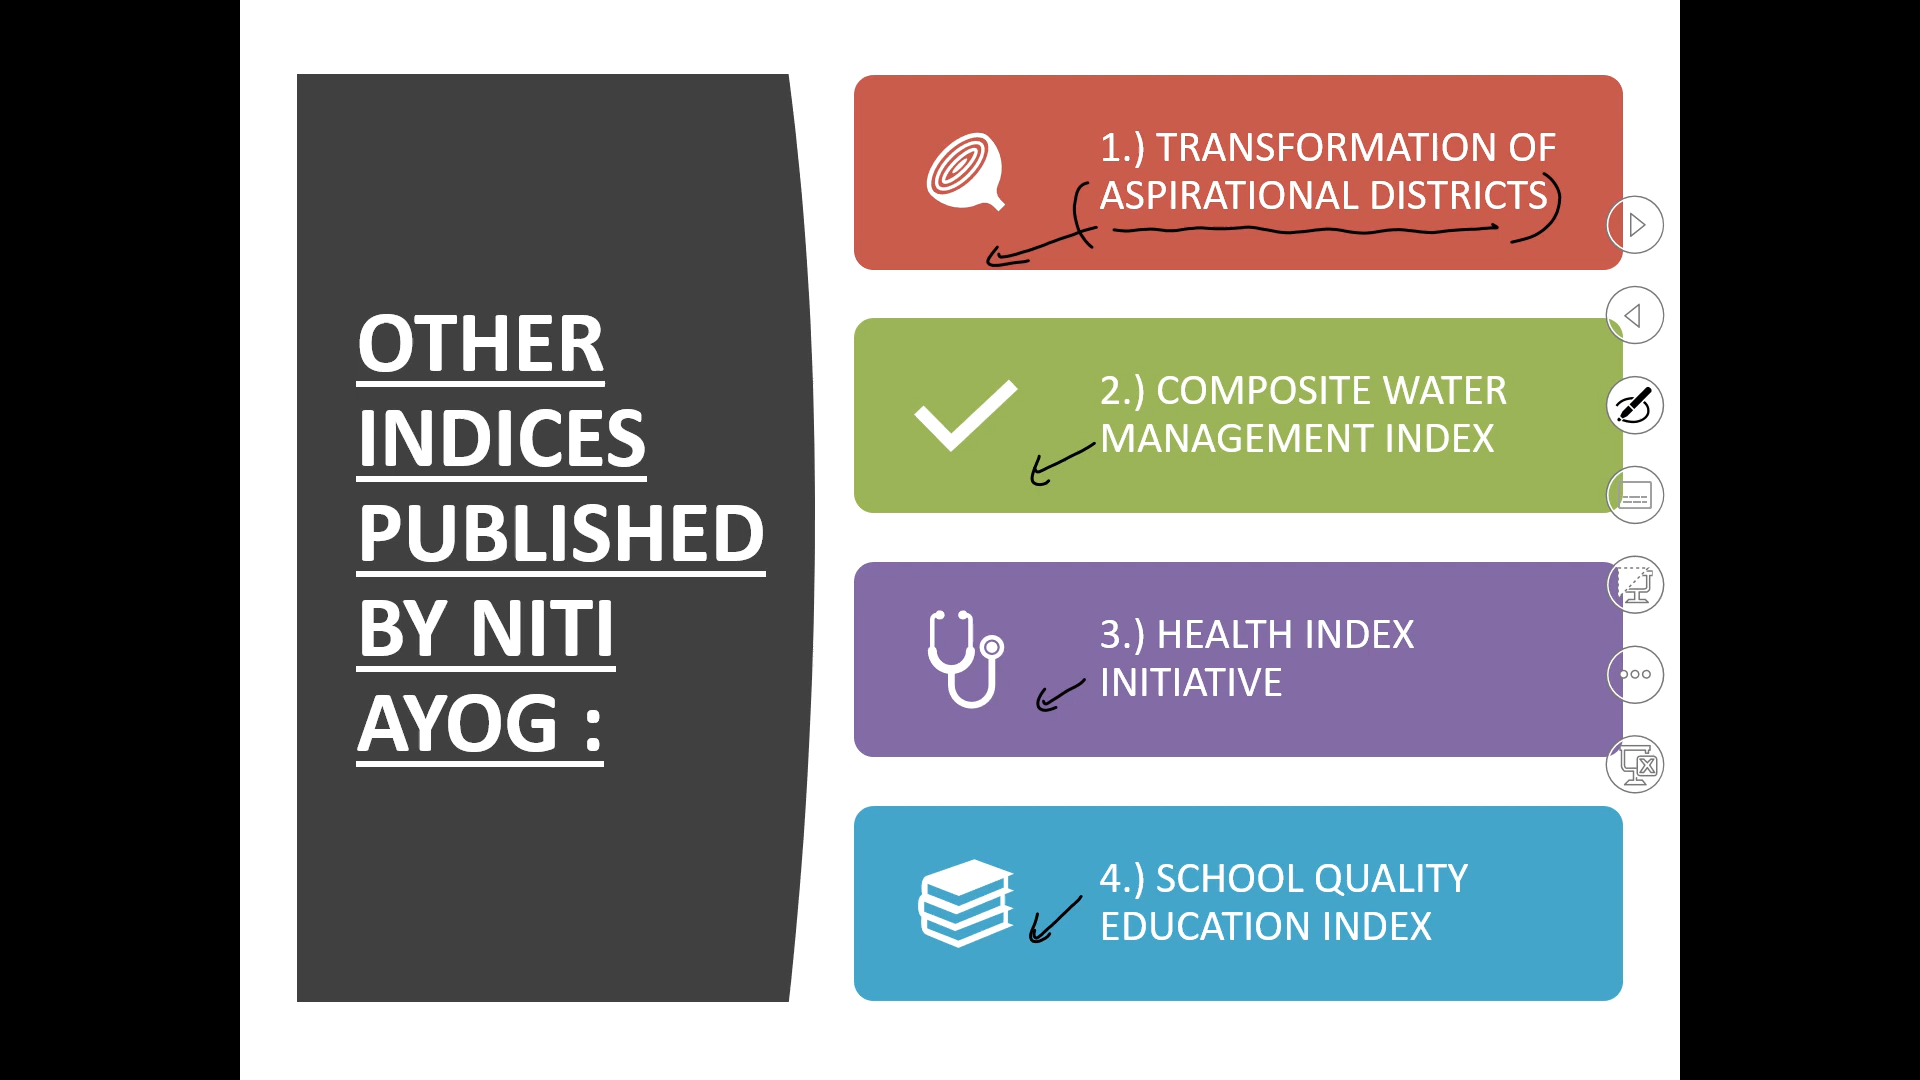 OTHER
INDICES
PUBLISHED
BY NITI
AYOG :
1.) TRANSFORMATION OF
ASPIRATIONAL DISTRICTS
2.) COMPOSITE WATER
MANAGEMENT INDEX
3.) HEALTH INDEX
INITIATIVE
4.) SCHOOL QUALITY
EDUCATION INDEX